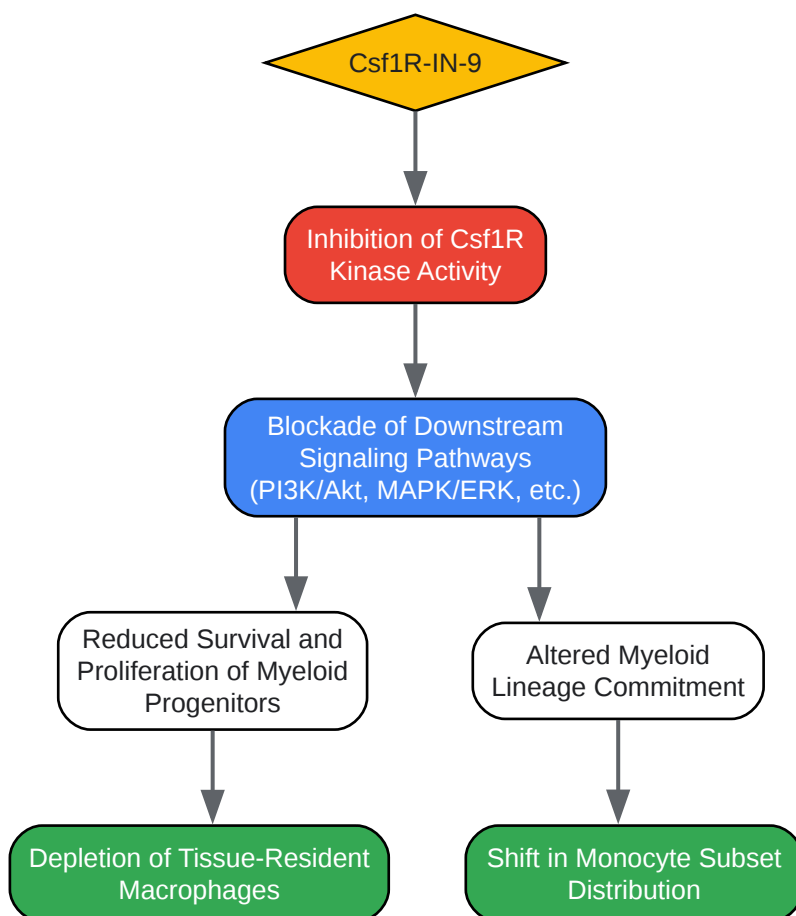 Csf1R-IN-9
Inhibition of Csf1R
Kinase Activity
Blockade of Downstream
Signaling Pathways
(PI3K/Akt, MAPK/ERK, etc.)
Reduced Survival and
Proliferation of Myeloid
Progenitors
Altered Myeloid
Lineage Commitment
Depletion of Tissue-Resident
Macrophages
Shift in Monocyte Subset
Distribution